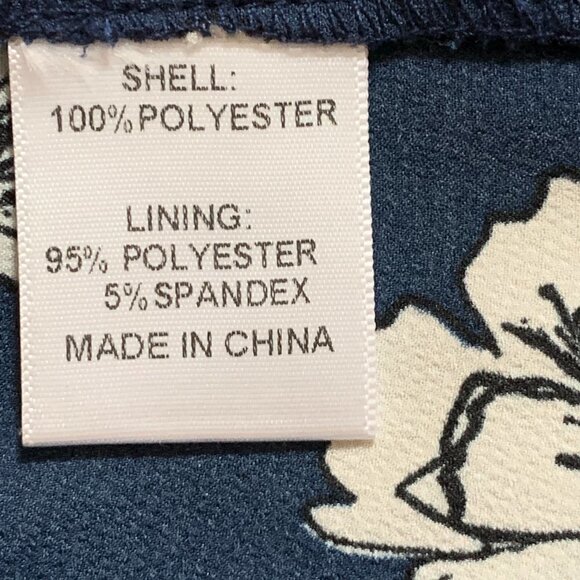 SHELL:
100% POLYESTER
LINING:
95% POLYESTER
5% SPANDEX
MADE IN CHINA